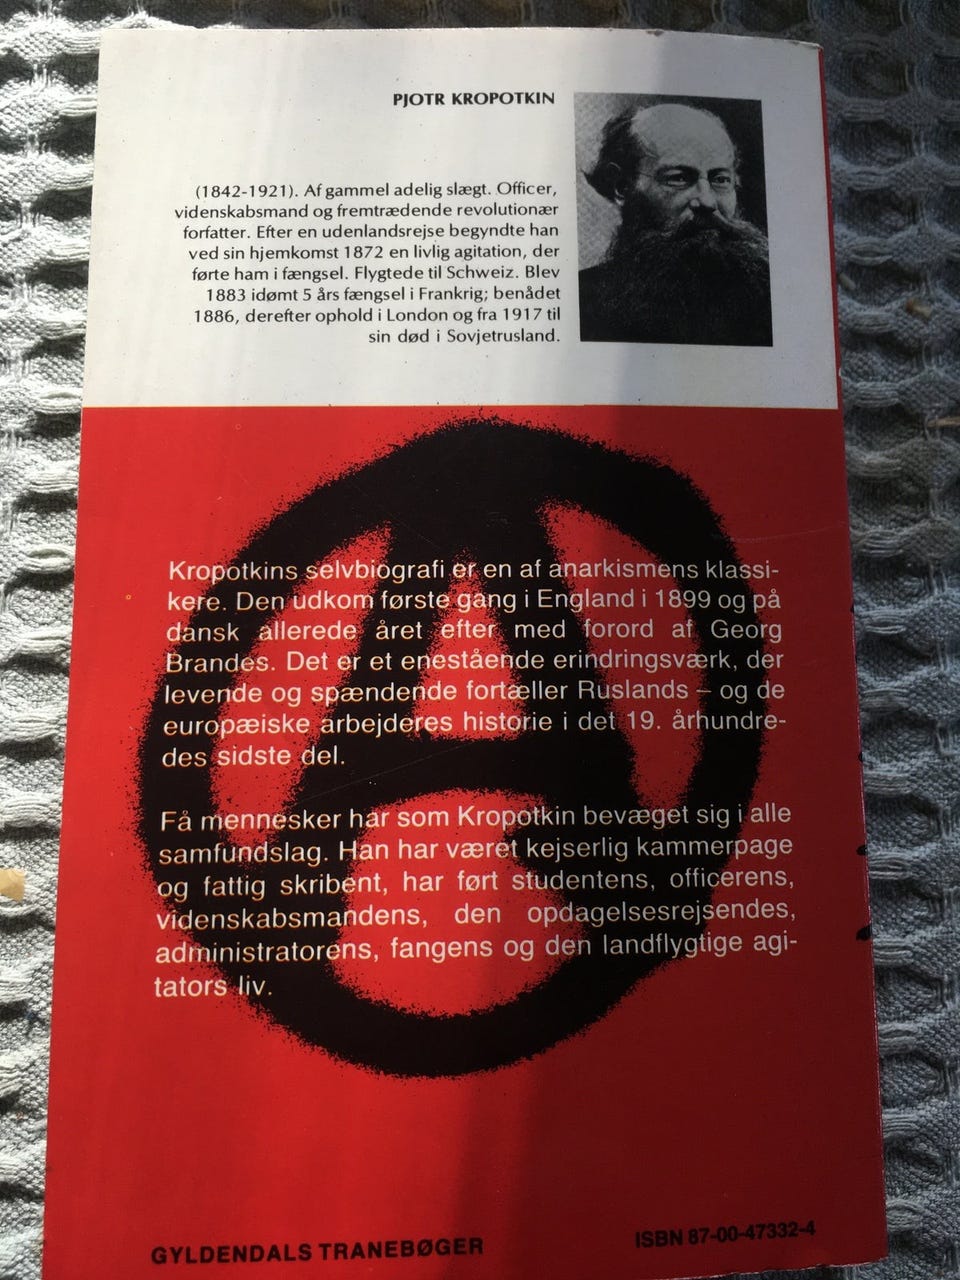 PJOTR KROPOTKIN
(1842-1921). Af gammel adelig slægt. Officer,
videnskabsmand og fremtrædende revolutionær
forfatter. Efter en udenlandsrejse begyndte han
ved sin hjemkomst 1872 en livlig agitation, der
førte ham i fængsel. Flygtede til Schweiz. Blev
1883 idømt 5 års fængsel i Frankrig; benådet
1886, derefter ophold i London og fra 1917 til
sin død i Sovjetrusland.
Kropotkins selvbiografi er en af anarkismens klassi-
kere. Den udkom første gang i England i 1899 og på
dansk allerede året efter med forord af Georg
Brandes. Det er et enestående erindringsværk, der
levende og spændende fortæller Ruslands – og de
europæiske arbejderes historie i det 19. århundre-
des sidste del.
Få mennesker har som Kropotkin bevæget sig i alle
samfundslag. Han har været kejserlig kammerpage
og fattig skribent, har ført studentens, officerens,
videnskabsmandens, den opdagelsesrejsendes,
administratorens, fangens og den landflygtige agi-
tators liv.
GYLDENDALS TRANEBØGER
ISBN 87-00-47332-4